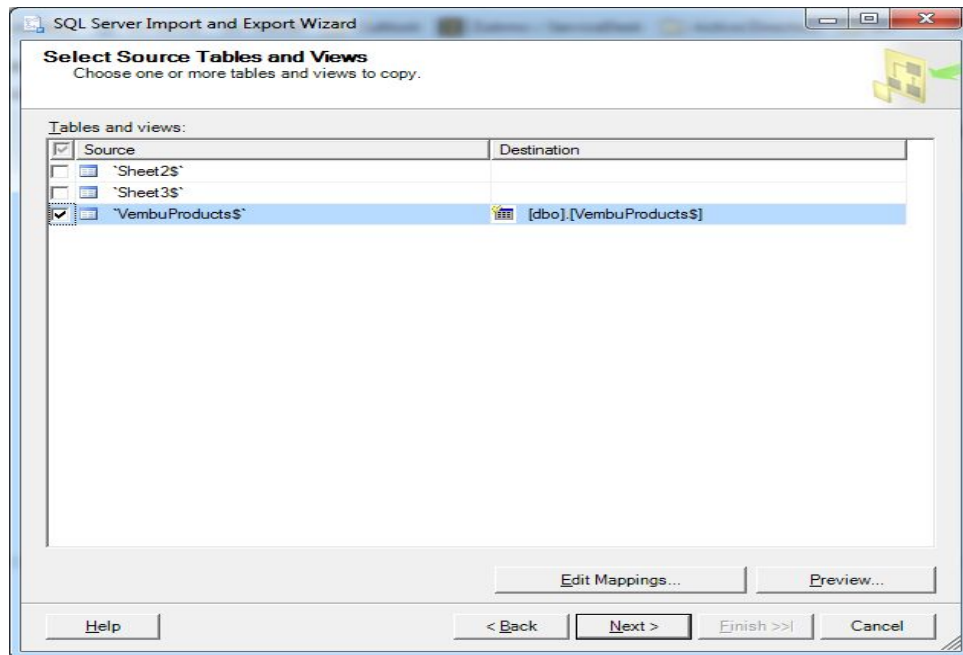 SQL Server Import and Export Wizard
Select Source Tables and Views
Choose one or more tables and views to copy.
Tables and views:
Source Destination
`Sheet2$`
`Sheet3$`
`VembuProducts$` [dbo].[VembuProducts$]
Edit Mappings... Preview...
Help < Back Next > Finish >>| Cancel